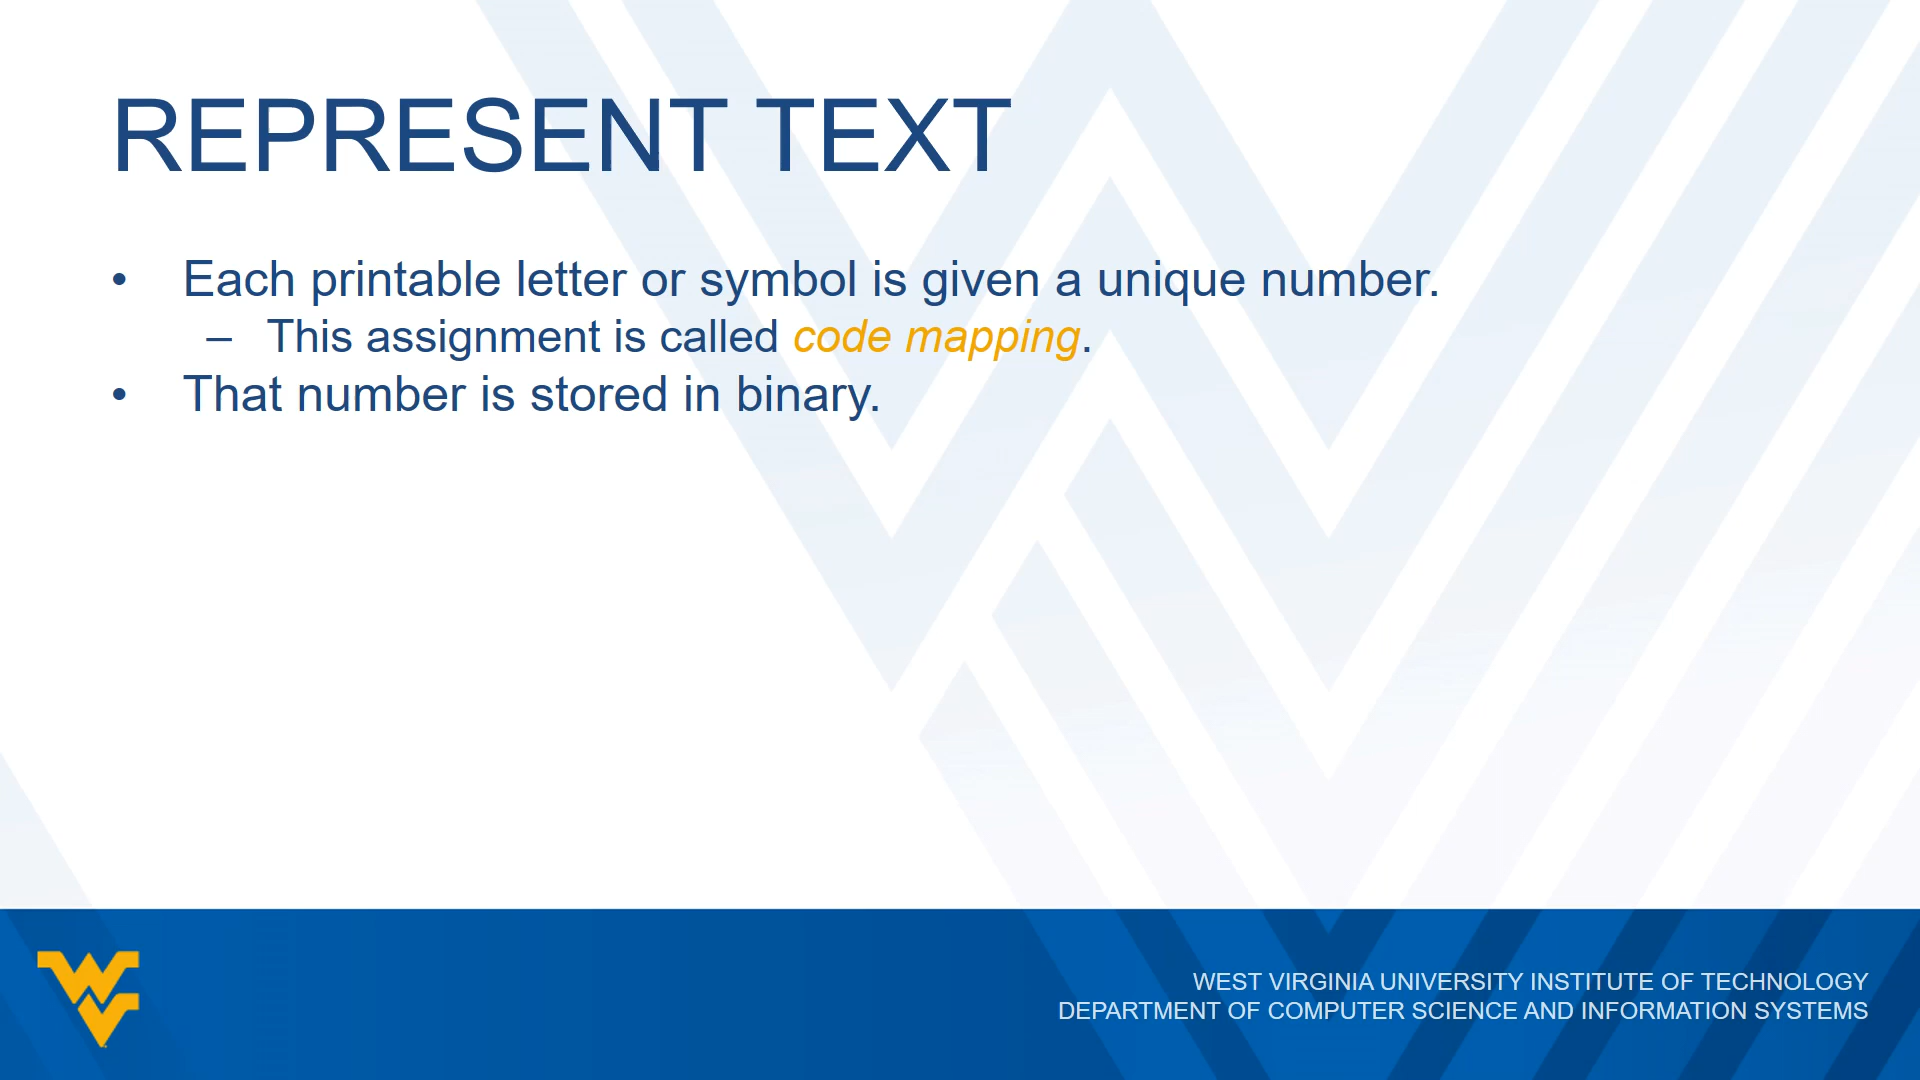 REPRESENT TEXT
• Each printable letter or symbol is given a unique number.
– This assignment is called code mapping.
• That number is stored in binary.
WEST VIRGINIA UNIVERSITY INSTITUTE OF TECHNOLOGY
DEPARTMENT OF COMPUTER SCIENCE AND INFORMATION SYSTEMS